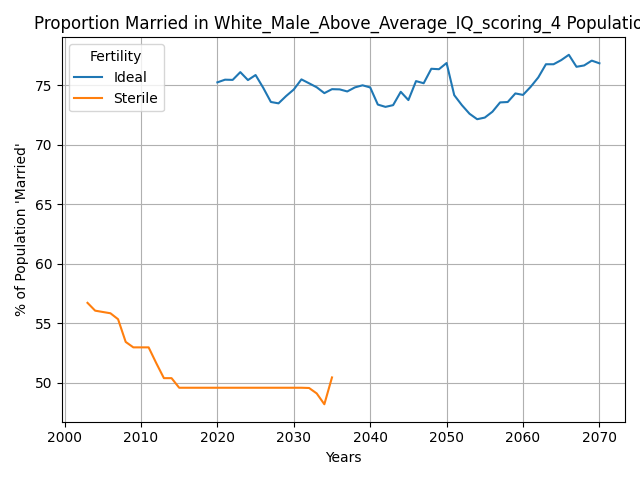 Proportion Married in White_Male_Above_Average_IQ_scoring_4 Populatio
Fertility
Ideal
Sterile
% of Population 'Married'
75
70
65
60
55
50
2000 2010 2020 2030 2040 2050 2060 2070
Years